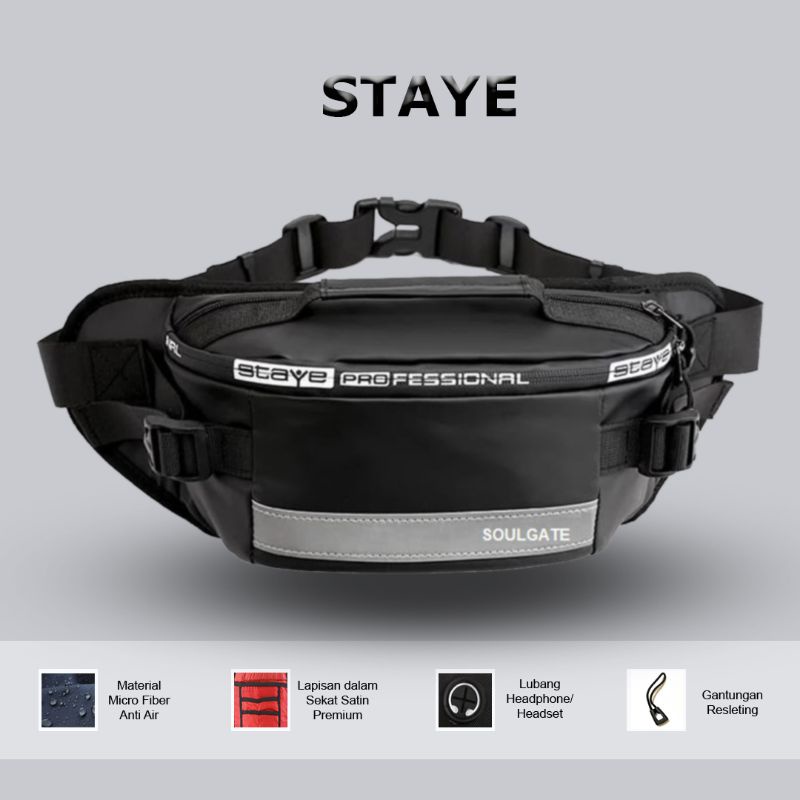 STAYE
NAL
staye PROFESSIONAL
staye
SOULGATE
Material
Micro Fiber
Anti Air
Lapisan dalam
Sekat Satin
Premium
Lubang
Headphone/
Headset
Gantungan
Resleting